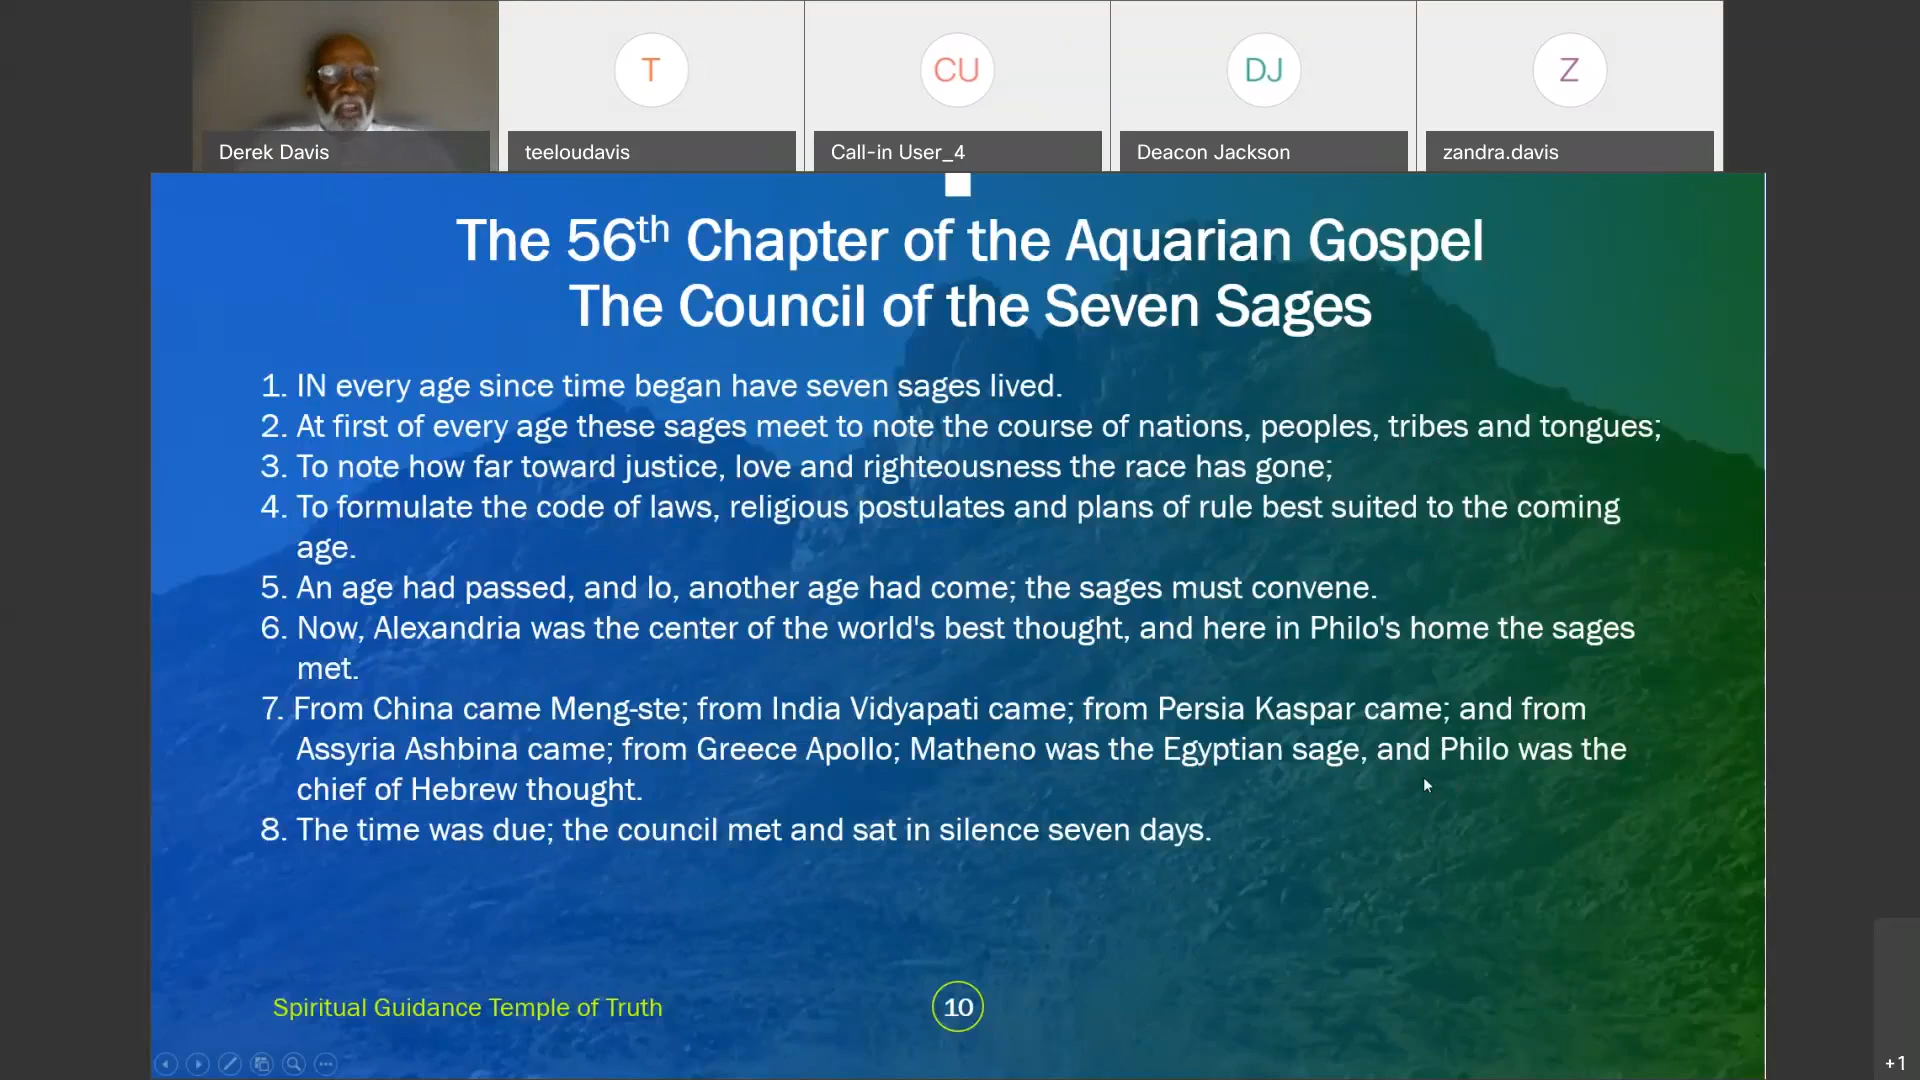 T
CU
DJ
Z
Derek Davis
teeloudavis
Call-in User_4
Deacon Jackson
zandra.davis
The 56th Chapter of the Aquarian Gospel
The Council of the Seven Sages
1. IN every age since time began have seven sages lived.
2. At first of every age these sages meet to note the course of nations, peoples, tribes and tongues;
3. To note how far toward justice, love and righteousness the race has gone;
4. To formulate the code of laws, religious postulates and plans of rule best suited to the coming
age.
5. An age had passed, and lo, another age had come; the sages must convene.
6. Now, Alexandria was the center of the world's best thought, and here in Philo's home the sages
met.
7. From China came Meng-ste; from India Vidyapati came; from Persia Kaspar came; and from
Assyria Ashbina came; from Greece Apollo; Matheno was the Egyptian sage, and Philo was the
chief of Hebrew thought.
8. The time was due; the council met and sat in silence seven days.
Spiritual Guidance Temple of Truth
10
+1